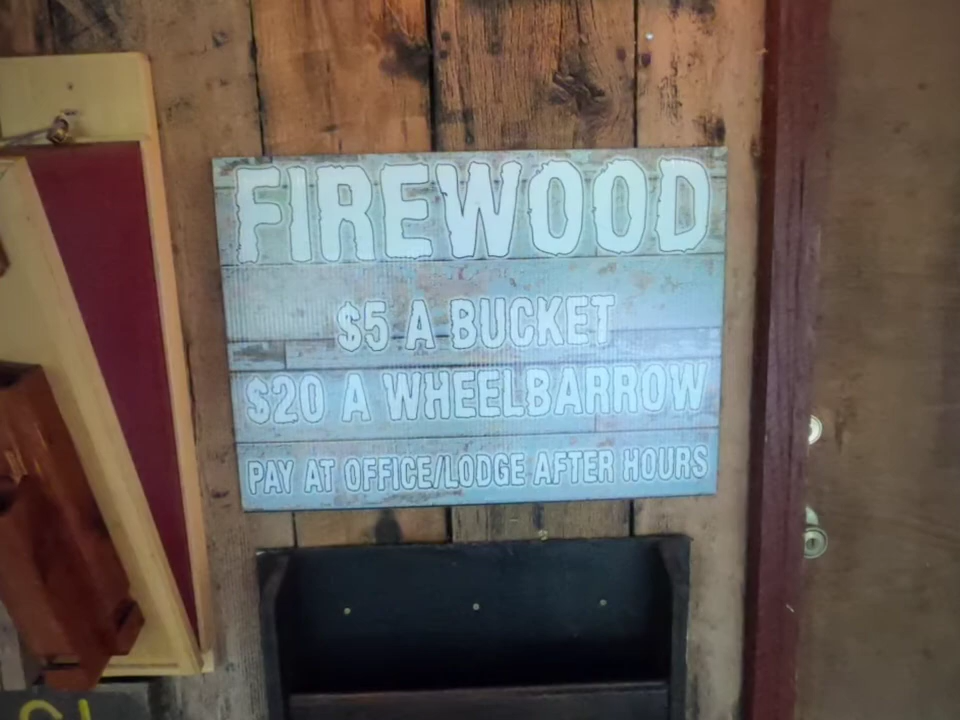 FIREWOOD
$5 A BUCKET
$20 A WHEELBARROW
PAY AT OFFICE/LODGE AFTER HOURS